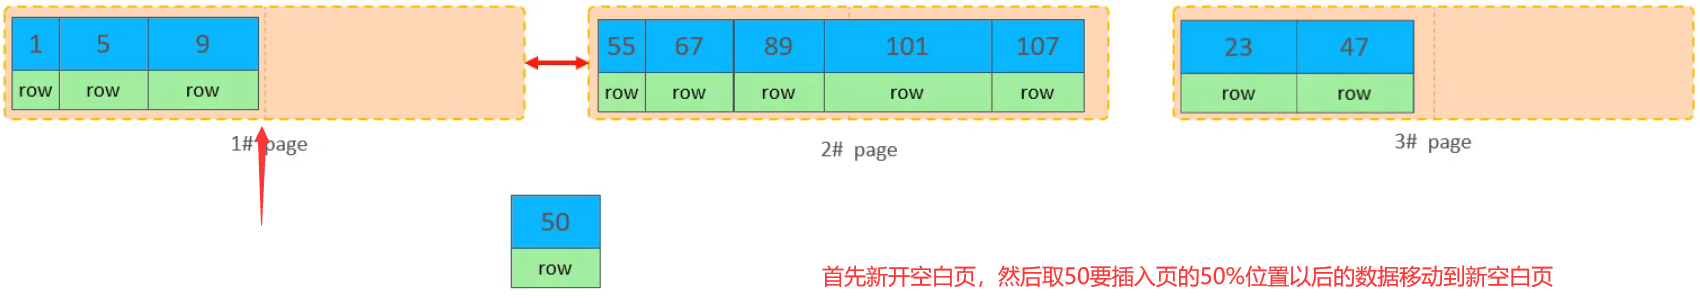 1 5 9
row row row
1# page
55 67 89 101 107
row row row row row
2# page
23 47
row row
3# page
50
row
首先新开空白页，然后取50要插入页的50%位置以后的数据移动到新空白页